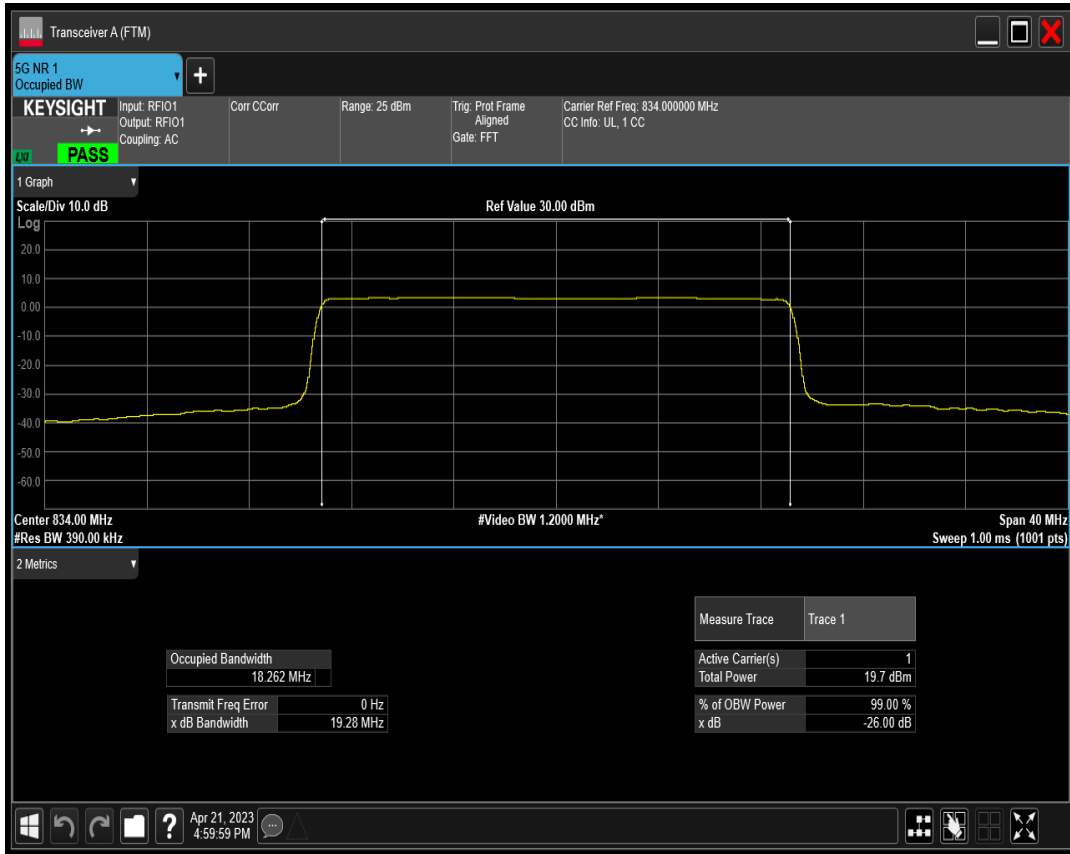 Transceiver A (FTM)
5G NR 1
Occupied BW
+
KEYSIGHT
LXI
PASS
Input: RFIO1
Output: RFIO1
Coupling: AC
Corr CCorr
Range: 25 dBm
Trig: Prot Frame
Aligned
Gate: FFT
Carrier Ref Freq: 834.000000 MHz
CC Info: UL, 1 CC
1 Graph
Scale/Div 10.0 dB
Ref Value 30.00 dBm
Log
20.0
10.0
0.00
-10.0
-20.0
-30.0
-40.0
-50.0
-60.0
Center 834.00 MHz
#Video BW 1.2000 MHz*
Span 40 MHz
#Res BW 390.00 kHz
Sweep 1.00 ms (1001 pts)
2 Metrics
Measure Trace Trace 1
Occupied Bandwidth
18.262 MHz
Transmit Freq Error 0 Hz
x dB Bandwidth 19.28 MHz
Active Carrier(s) 1
Total Power 19.7 dBm
% of OBW Power 99.00 %
x dB -26.00 dB
?
Apr 21, 2023
4:59:59 PM